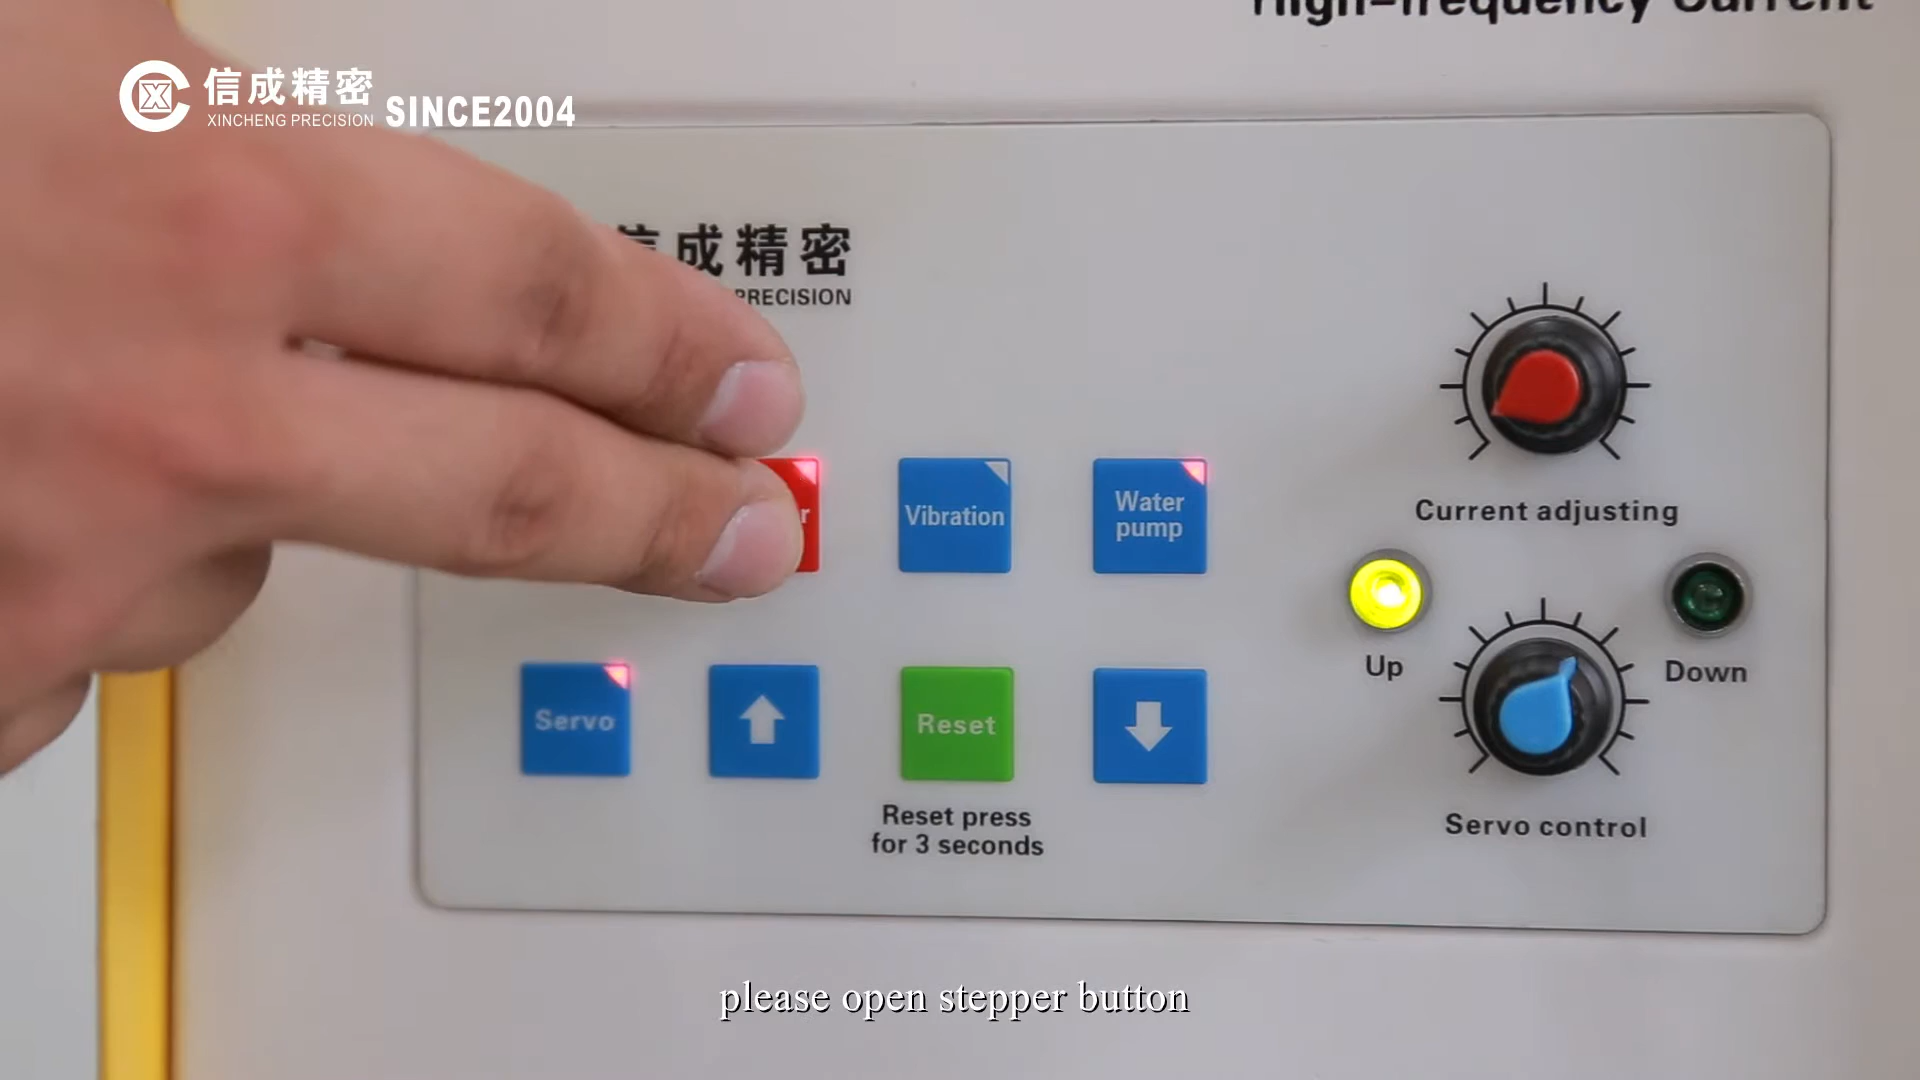 High-frequency Current
信成精密
XINCHENG PRECISION
SINCE2004
信成精密
PRECISION
Vibration
Water
pump
Current adjusting
Up
Down
Servo
Reset
Reset press
for 3 seconds
Servo control
please open stepper button